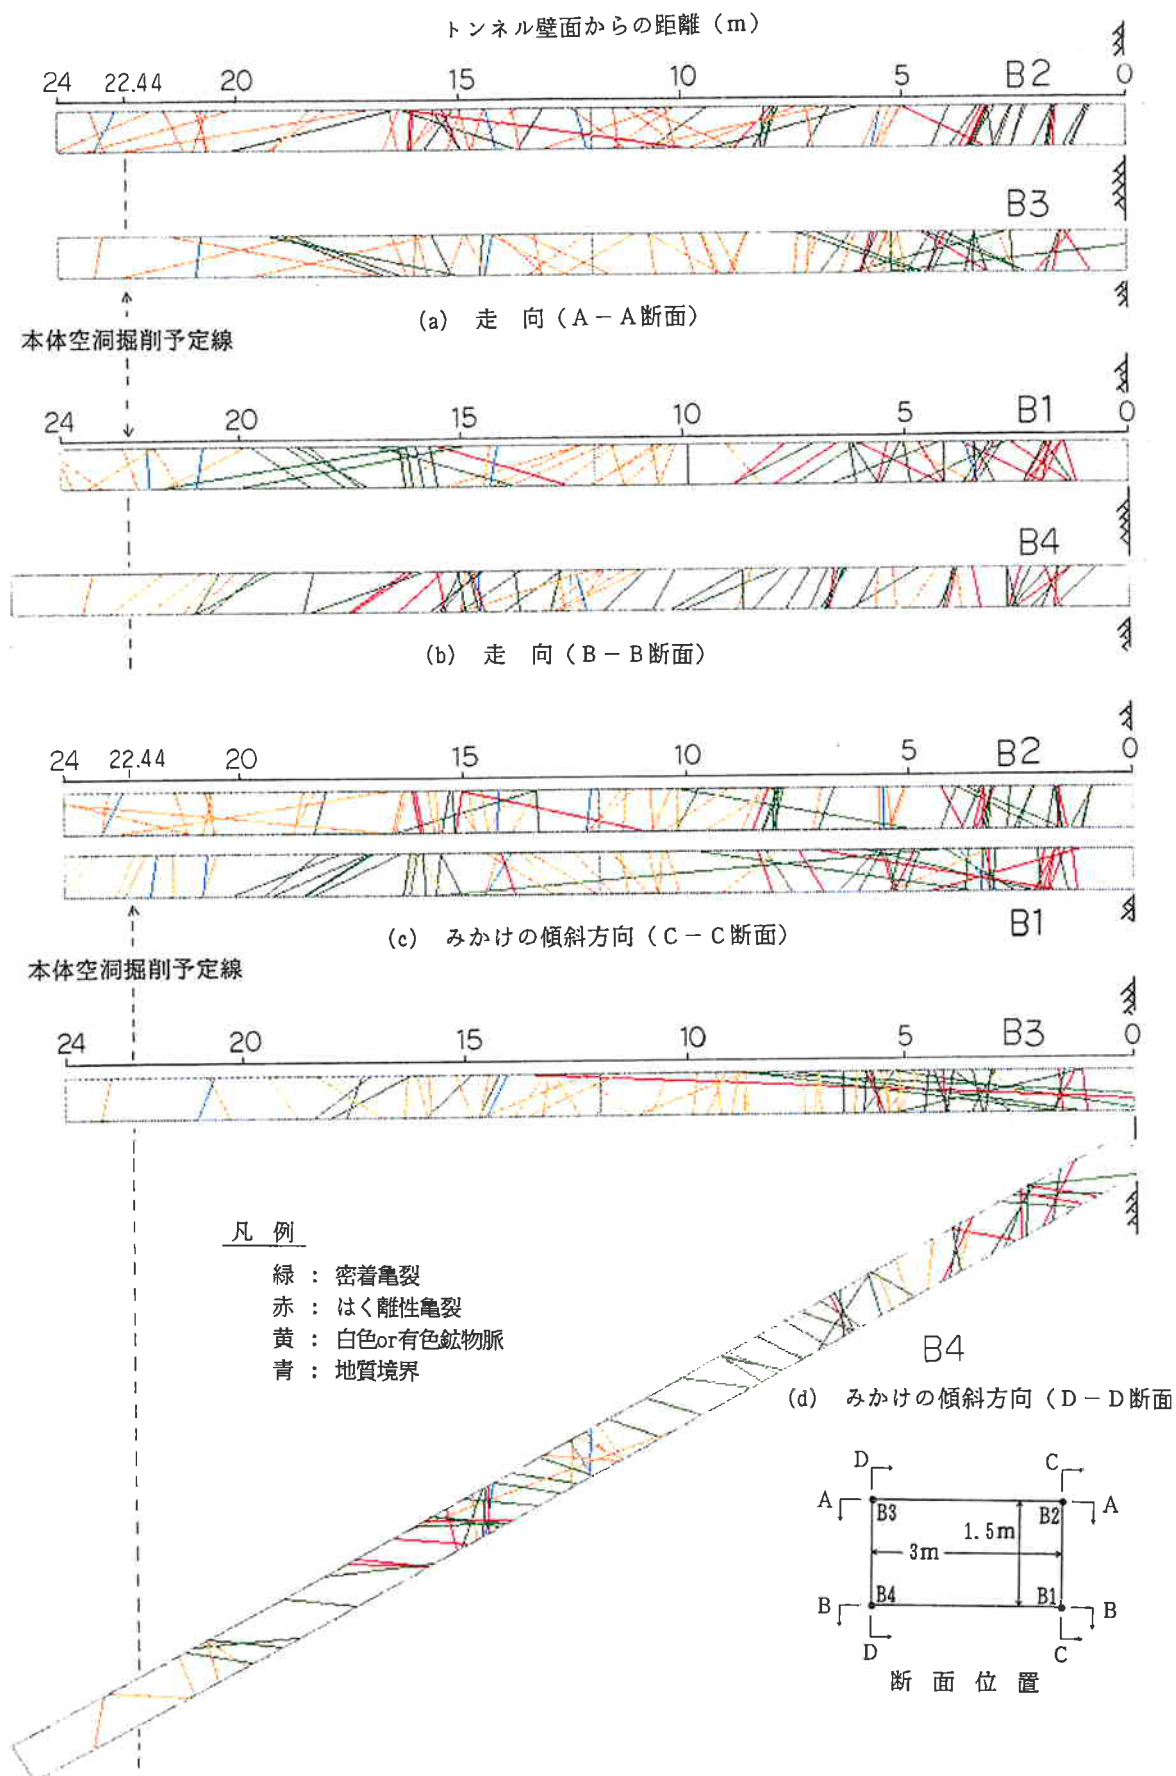 トンネル壁面からの距離（m）
24 22.44 20 15 10 5 B2 0
B3
(a) 走 向（A－A断面）
本体空洞掘削予定線
24 20 15 10 5 B1 0
B4
(b) 走 向（B－B断面）
24 22.44 20 15 10 5 B2 0
B1
(c) みかけの傾斜方向（C－C断面）
本体空洞掘削予定線
24 20 15 10 5 B3 0
凡 例
緑 ： 密着亀裂
赤 ： はく離性亀裂
黄 ： 白色or有色鉱物脈
青 ： 地質境界
B4
(d) みかけの傾斜方向（D－D断面
D C
A B3 B2 A
1.5m
3m
B B4 B1 B
D C
断 面 位 置